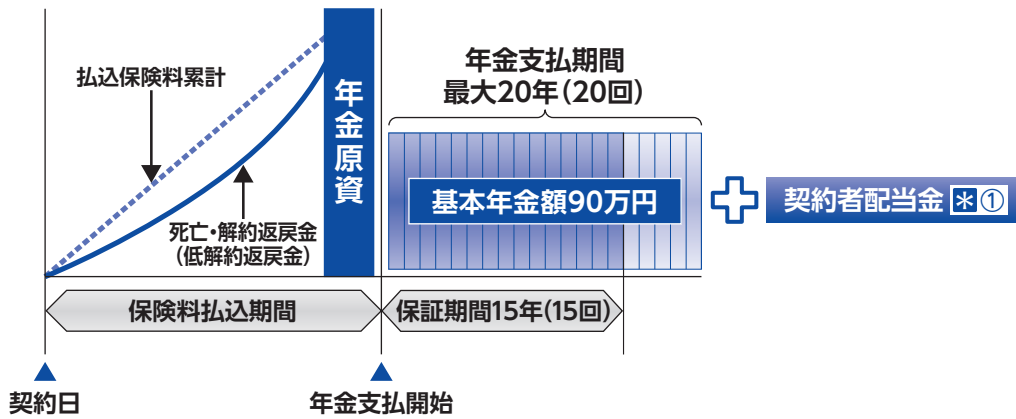 払込保険料累計
年金原資
年金支払期間
最大20年(20回)
基本年金額90万円
契約者配当金 *①
死亡・解約返戻金
(低解約返戻金)
保険料払込期間
保証期間15年(15回)
契約日
年金支払開始